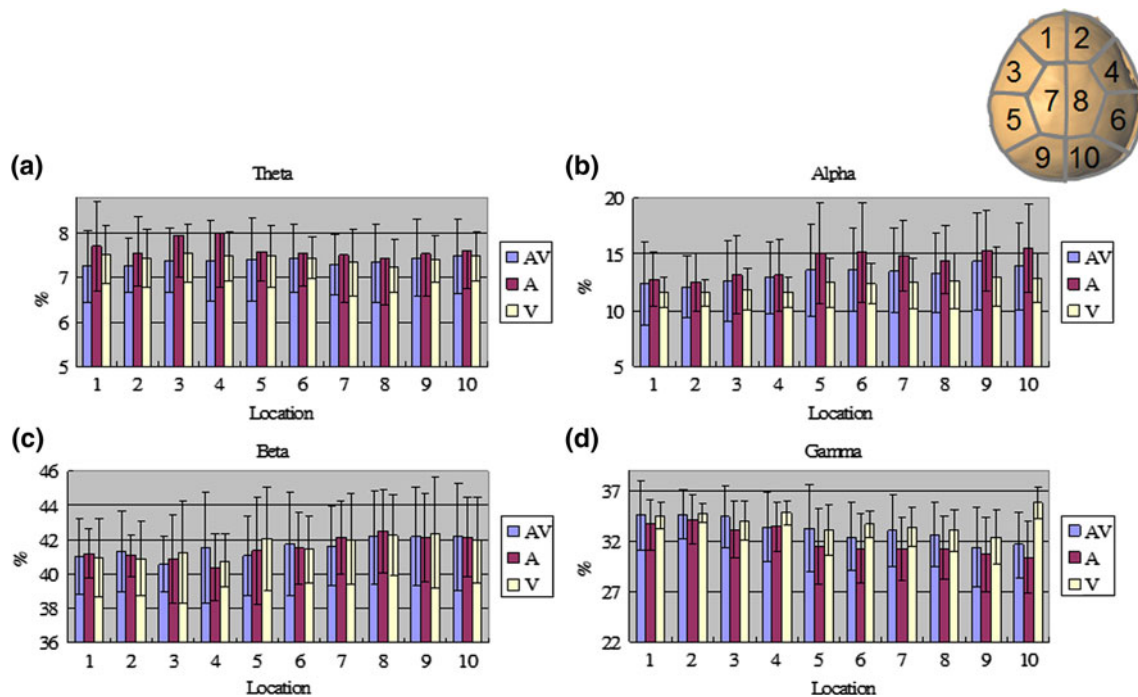 1 2
3 4
7 8
5 6
9 10
(a)
Theta
8
7
6
5
%
1 2 3 4 5 6 7 8 9 10
Location
AV
A
V
(b)
Alpha
20
15
10
5
%
1 2 3 4 5 6 7 8 9 10
Location
AV
A
V
(c)
Beta
46
44
42
40
38
36
%
1 2 3 4 5 6 7 8 9 10
Location
AV
A
V
(d)
Gamma
37
32
27
22
%
1 2 3 4 5 6 7 8 9 10
Location
AV
A
V